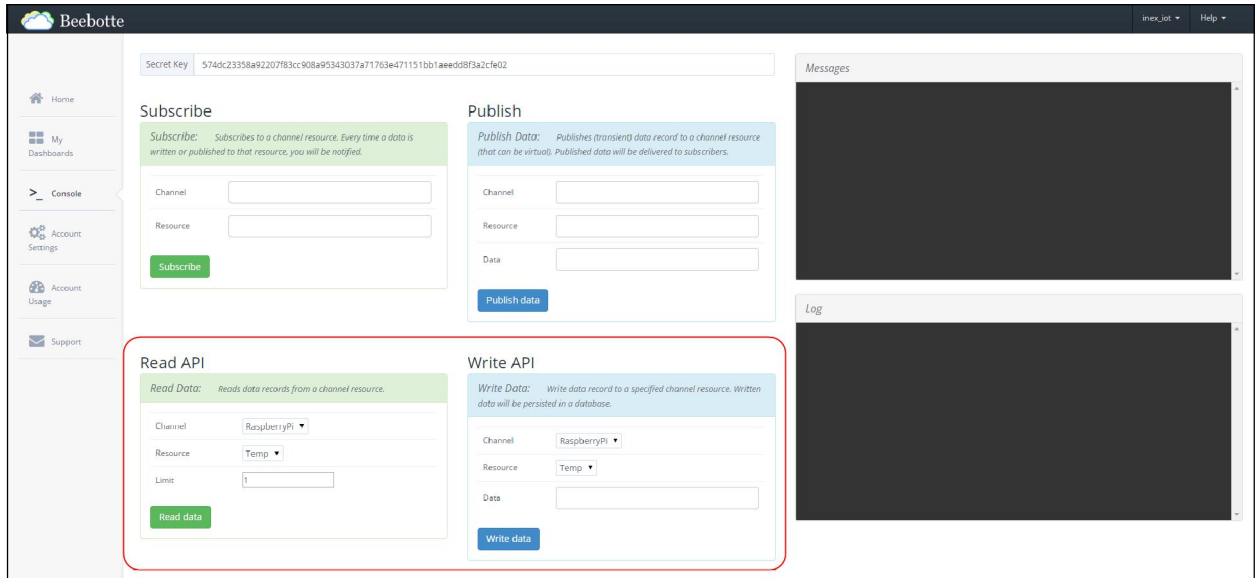 Beebotte
inex_iot
Help
Home
My
Dashboards
Console
Account
Settings
Account
Usage
Support
Secret Key 574dc23358a92207f83cc908a95343037a71763e471151bb1aeedd8f3a2cfe02
Subscribe
Subscribe: Subscribes to a channel resource. Every time a data is
written or published to that resource, you will be notified.
Channel
Resource
Subscribe
Publish
Publish Data: Publishes (transient) data record to a channel resource
(that can be virtual). Published data will be delivered to subscribers.
Channel
Resource
Data
Publish data
Read API
Read Data: Reads data records from a channel resource.
Channel RaspberryPi
Resource Temp
Limit 1
Read data
Write API
Write Data: Write data record to a specified channel resource. Written
data will be persisted in a database.
Channel RaspberryPi
Resource Temp
Data
Write data
Messages
Log